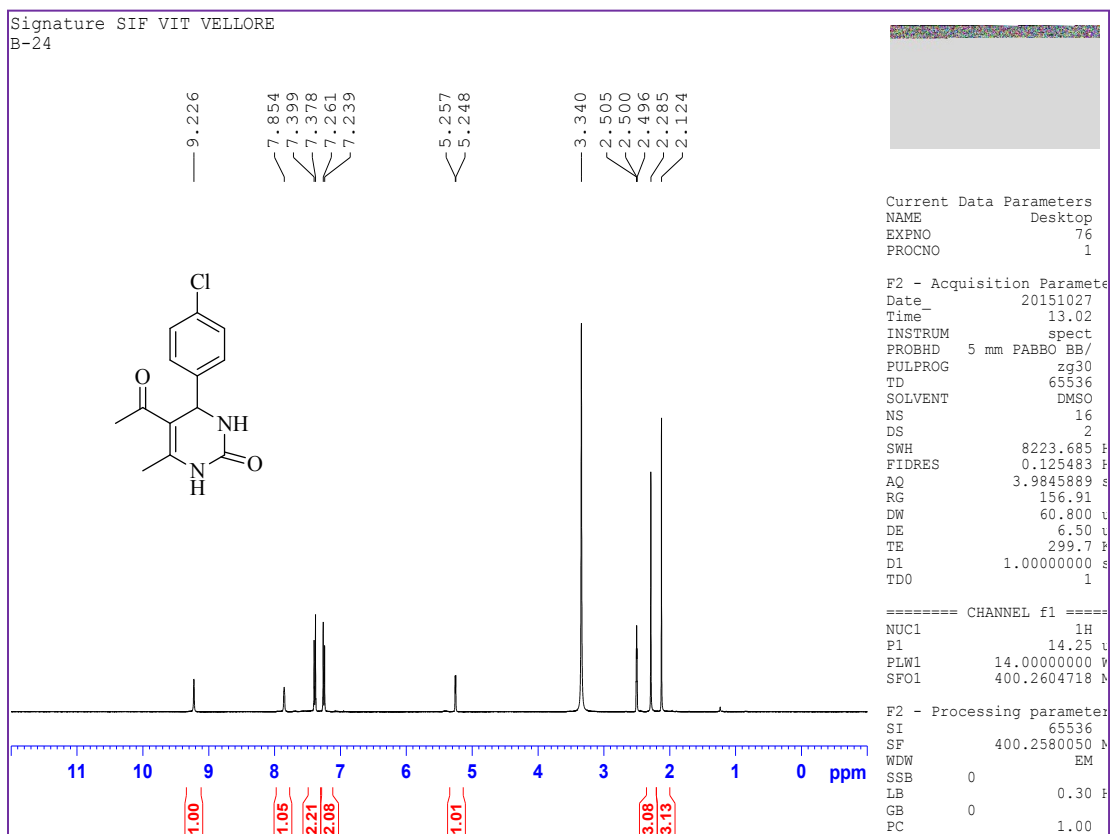 Signature SIF VIT VELLORE
B-24
9.226
7.854
7.399
7.378
7.261
7.239
5.257
5.248
3.340
2.505
2.500
2.496
2.285
2.124
Cl
O
NH
N
H
O
11 10 9 8 7 6 5 4 3 2 1 0 ppm
1.00
1.05
2.21
2.08
1.01
3.08
3.13
Current Data Parameters
NAME Desktop
EXPNO 76
PROCNO 1
F2 - Acquisition Paramete
Date_ 20151027
Time 13.02
INSTRUM spect
PROBHD 5 mm PABBO BB/
PULPROG zg30
TD 65536
SOLVENT DMSO
NS 16
DS 2
SWH 8223.685 H
FIDRES 0.125483 H
AQ 3.9845889 s
RG 156.91
DW 60.800 u
DE 6.50 u
TE 299.7 K
D1 1.00000000 s
TD0 1
======== CHANNEL f1 =====
NUC1 1H
P1 14.25 u
PLW1 14.00000000 W
SFO1 400.2604718 M
F2 - Processing parameter
SI 65536
SF 400.2580050 M
WDW EM
SSB 0
LB 0.30 H
GB 0
PC 1.00